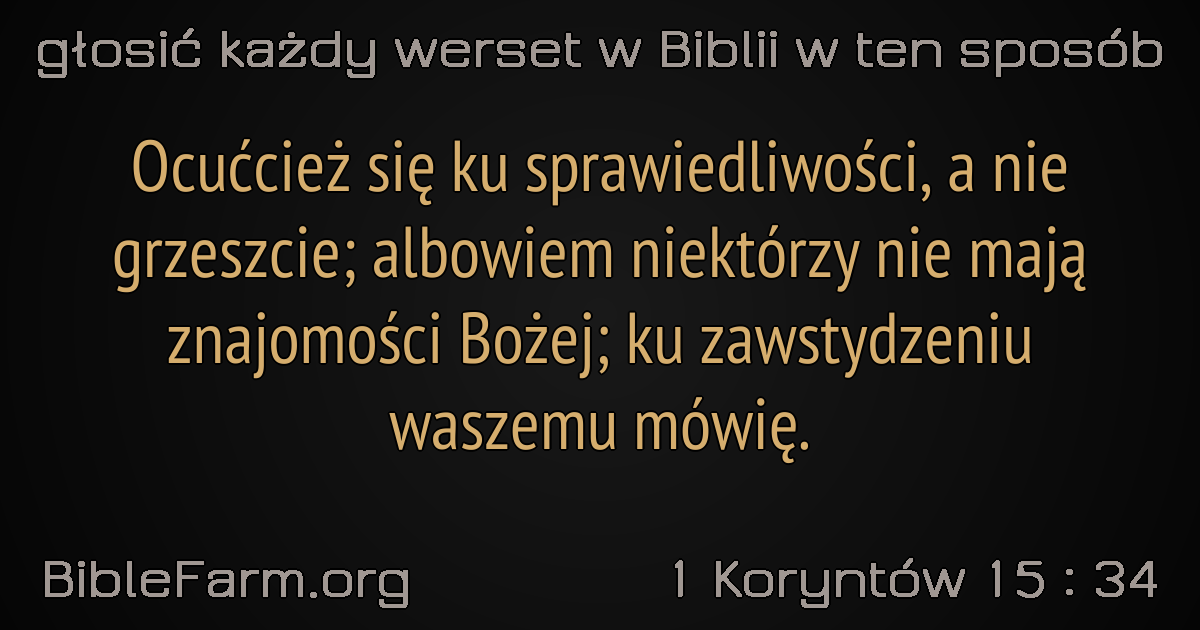 głosić każdy werset w Biblii w ten sposób
Ocućcież się ku sprawiedliwości, a nie
grzeszcie; albowiem niektórzy nie mają
znajomości Bożej; ku zawstydzeniu
waszemu mówię.
BibleFarm.org
1 Koryntów 15 : 34